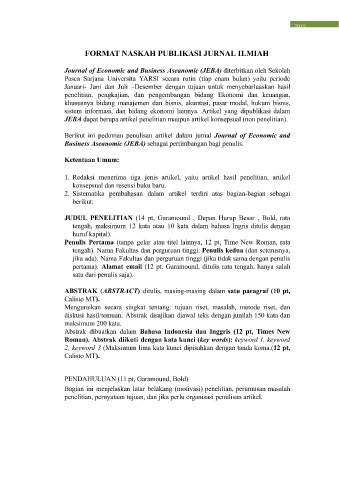 2019
FORMAT NASKAH PUBLIKASI JURNAL ILMIAH
Journal of Economic and Business Aseanomic (JEBA) diterbitkan oleh Sekolah
Pasca Sarjana Universita YARSI secara rutin (tiap enam bulan) yaitu periode
Januari- Juni dan Juli –Desember dengan tujuan untuk menyebarluaskan hasil
penelitian, pengkajian, dan pengembangan bidang Ekonomi dan keuangan,
khususnya bidang manajemen dan bisnis, akuntasi, pasar modal, hukum bisnis,
sistem informasi, dan bidang ekonomi lainnya. Artikel yang dipublikasi dalam
JEBA dapat berupa artikel penelitian maupun artikel konsepsual (non penelitian).
Berikut ini pedoman penulisan artikel dalam jurnal Journal of Economic and
Business Aseanomic (JEBA) sebagai pertimbangan bagi penulis.
Ketentuan Umum:
1. Redaksi menerima tiga jenis artikel, yaitu artikel hasil penelitian, artikel
konsepsual dan resensi buku baru.
2. Sistematika pembahasan dalam artikel terdiri atas bagian-bagian sebagai
berikut:
JUDUL PENELITIAN (14 pt, Garamound , Depan Hurup Besar , Bold, rata
tengah, maksimum 12 kata atau 10 kata dalam bahasa Ingris ditulis dengan
huruf kapital).
Penulis Pertama (tanpa gelar atau titel lainnya, 12 pt, Time New Roman, rata
tengah). Nama Fakultas dan perguruan tinggi. Penulis kedua (dan seterusnya,
jika ada). Nama Fakultas dan perguruan tinggi (jika tidak sama dengan penulis
pertama). Alamat email (12 pt, Garamound, ditulis rata tengah, hanya salah
satu dari penulis saja).
ABSTRAK (ABSTRACT) ditulis, masing-masing dalam satu paragraf (10 pt,
Calisto MT).
Menguraikan secara singkat tentang: tujuan riset, masalah, metode riset, dan
diskusi hasil/temuan. Abstrak disajikan diawal teks dengan jumlah 150 kata dan
maksimum 200 kata.
Abstrak dibuatkan dalam Bahasa Indonesia dan Inggris (12 pt, Times New
Roman). Abstrak diikuti dengan kata kunci (key words): keyword 1, keyword
2, keyword 3 (Maksimum lima kata kunci dipisahkan dengan tanda koma.(12 pt,
Calisto MT).
PENDAHULUAN (11 pt, Garamound, Bold)
Bagian ini menjelaskan latar belakang (motivasi) penelitian, perumusan masalah
penelitian, pernyataan tujuan, dan jika perlu organisasi penulisan artikel.